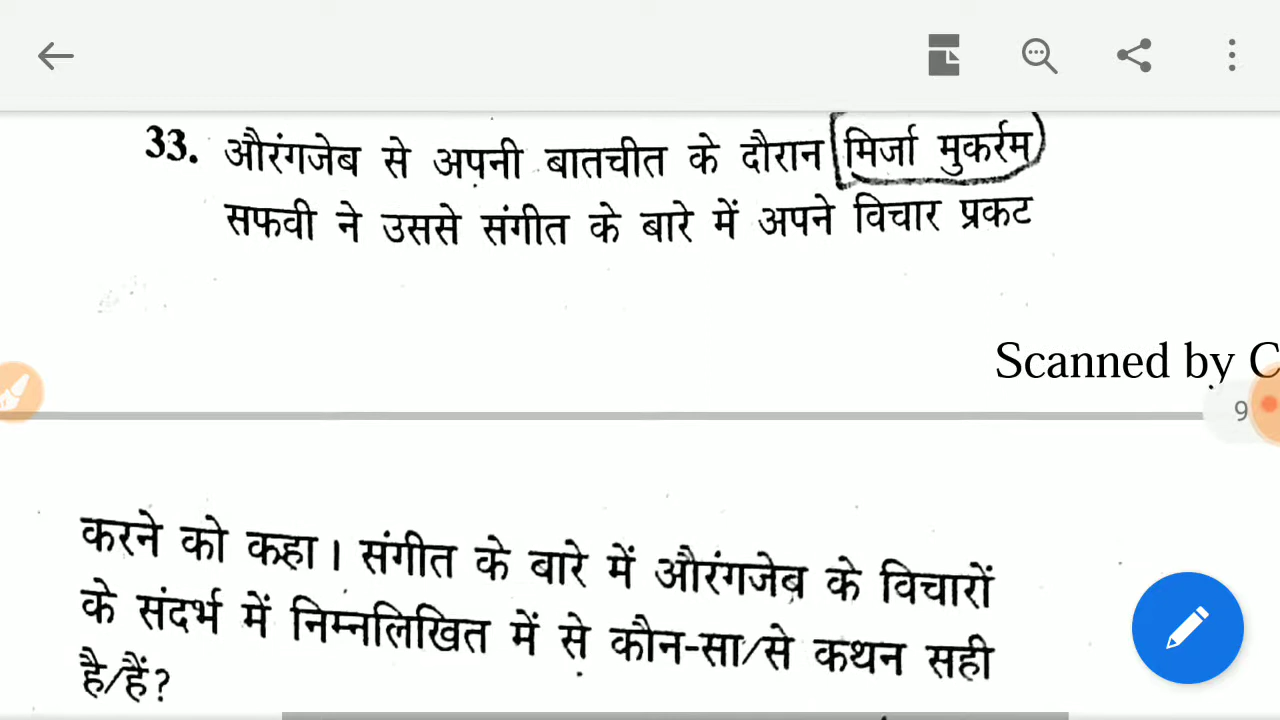 33. औरंगजेब से अपनी बातचीत के दौरान मिर्जा मुकर्रम
सफवी ने उससे संगीत के बारे में अपने विचार प्रकट
Scanned by C
9
करने को कहा। संगीत के बारे में औरंगजेब के विचारों
के संदर्भ में निम्नलिखित में से कौन-सा/से कथन सही
है/हैं?